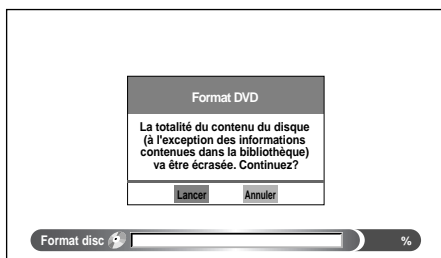 Format DVD
La totalité du contenu du disque
(à l'exception des informations
contenues dans la bibliothèque)
va être écrasée. Continuez?
Lancer Annuler
Format disc %